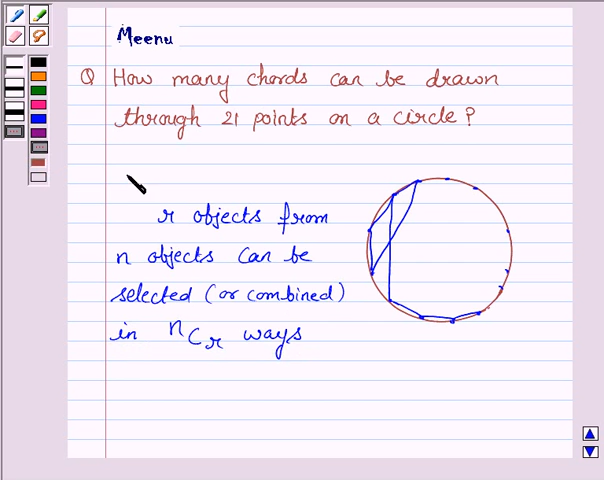 Meenu
Q How many chords can be drawn
through 21 points on a circle?
r objects from
n objects can be
selected (or combined)
in nCr ways